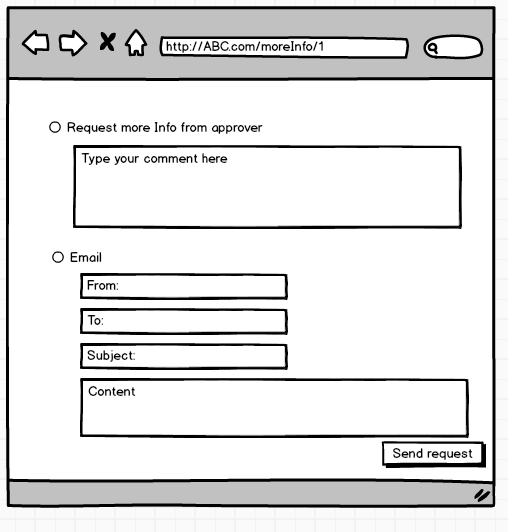 http://ABC.com/moreInfo/1
Request more Info from approver
Type your comment here
Email
From:
To:
Subject:
Content
Send request